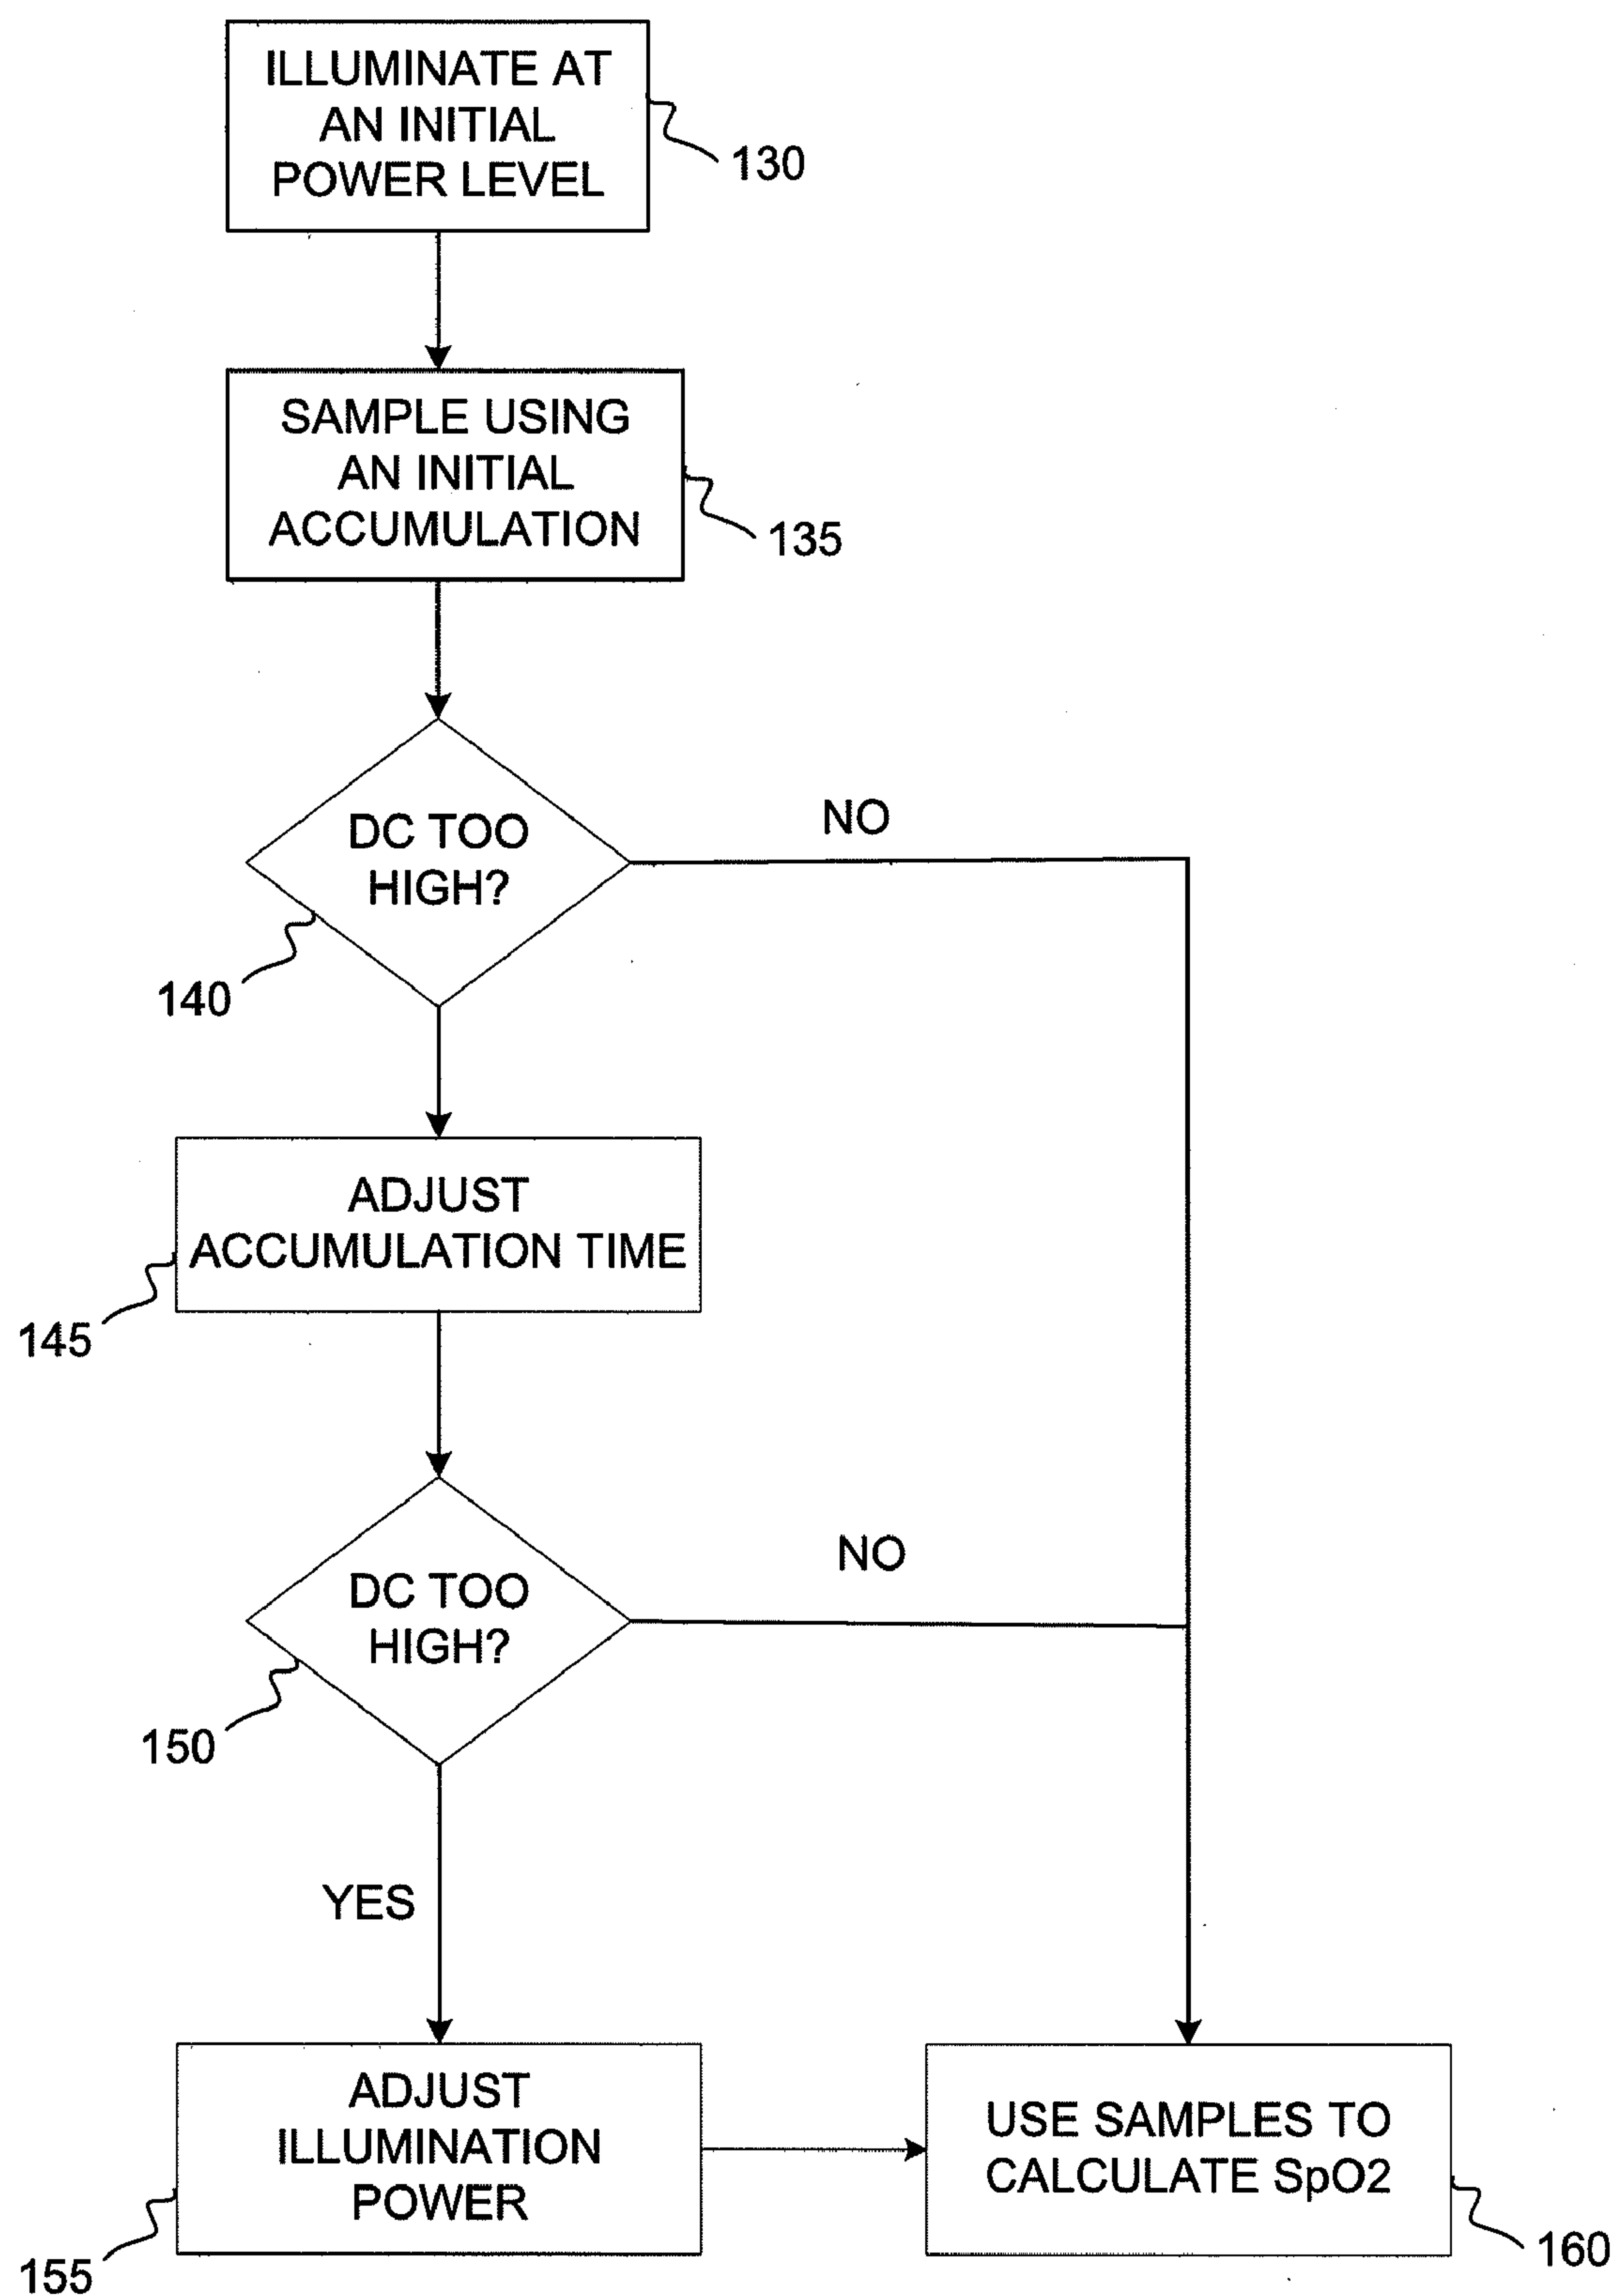 ILLUMINATE AT
AN INITIAL
POWER LEVEL
130
SAMPLE USING
AN INITIAL
ACCUMULATION
135
DC TOO
HIGH?
NO
140
ADJUST
ACCUMULATION TIME
145
DC TOO
HIGH?
NO
150
YES
ADJUST
ILLUMINATION
POWER
155
USE SAMPLES TO
CALCULATE SpO2
160